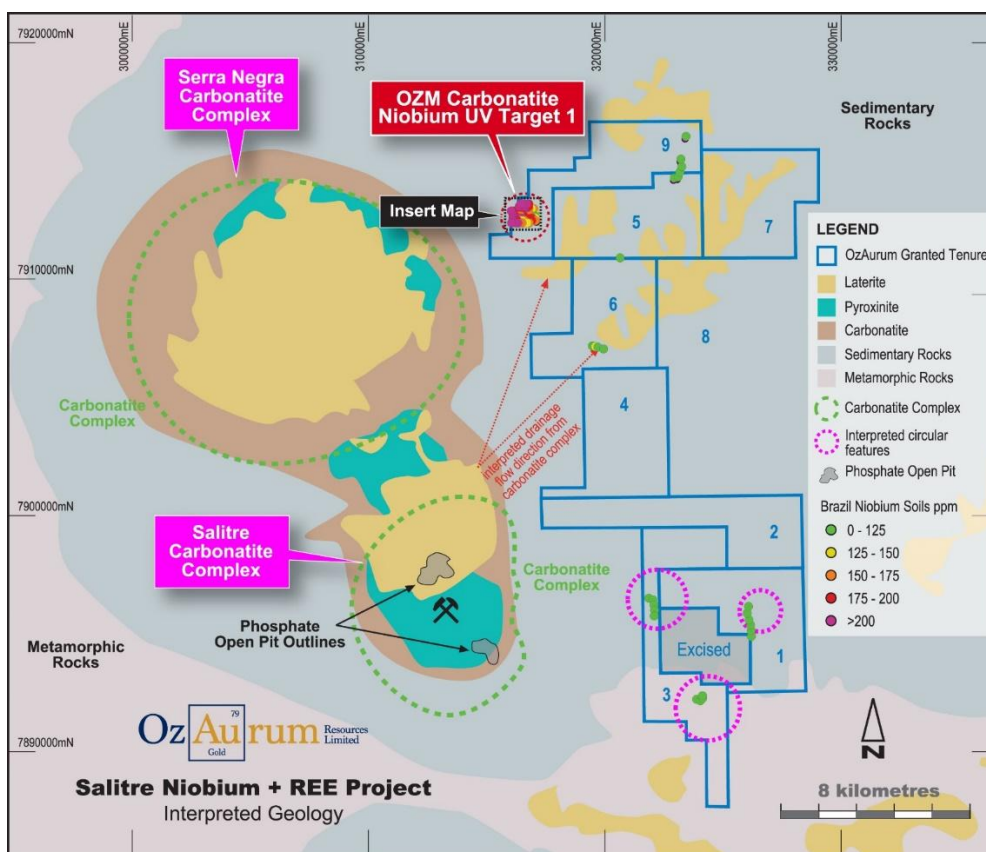 7920000mN
300000mE
310000mE
320000mE
330000mE
Serra Negra
Carbonatite
Complex
OZM Carbonatite
Niobium UV Target 1
Sedimentary
Rocks
Insert Map
9
5
7
6
8
4
2
1
3
Excised
7910000mN
Carbonatite
Complex
Interpreted drainage
flow direction from
carbonatite complex
7900000mN
Salitre
Carbonatite
Complex
Carbonatite
Complex
Phosphate
Open Pit Outlines
Metamorphic
Rocks
7890000mN
LEGEND
OzAurum Granted Tenure
Laterite
Pyroxinite
Carbonatite
Sedimentary Rocks
Metamorphic Rocks
Carbonatite Complex
Interpreted circular
features
Phosphate Open Pit
Brazil Niobium Soils ppm
0 - 125
125 - 150
150 - 175
175 - 200
>200
79
OzAurum Resources
Limited
Gold
Salitre Niobium + REE Project
Interpreted Geology
N
8 kilometres